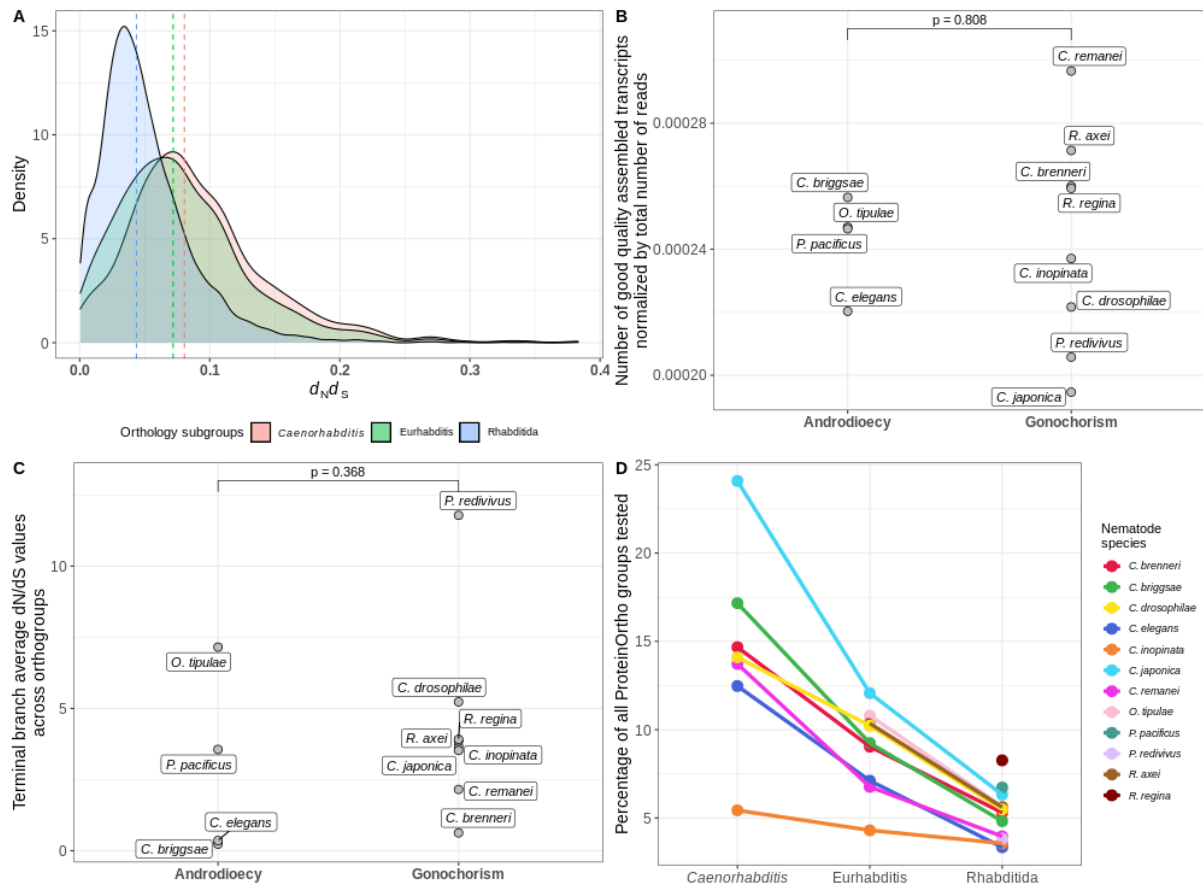 A
15
10
5
0
Density
0.0
0.1
0.2
0.3
0.4
dNdS
Orthology subgroups
Caenorhabditis
Eurhabditis
Rhabditida
B
p = 0.808
Number of good quality assembled transcripts
normalized by total number of reads
0.00028
0.00024
0.00020
C. remanei
R. axei
C. brenneri
R. regina
C. briggsae
O. tipulae
P. pacificus
C. inopinata
C. elegans
C. drosophilae
P. redivivus
C. japonica
Androdioecy
Gonochorism
C
p = 0.368
Terminal branch average dN/dS values
across orthogroups
10
5
0
P. redivivus
O. tipulae
C. drosophilae
R. regina
R. axei
P. pacificus
C. inopinata
C. japonica
C. remanei
C. elegans
C. brenneri
C. briggsae
Androdioecy
Gonochorism
D
Percentage of all ProteinOrtho groups tested
25
20
15
10
5
Caenorhabditis
Eurhabditis
Rhabditida
Nematode
species
C. brenneri
C. briggsae
C. drosophilae
C. elegans
C. inopinata
C. japonica
C. remanei
O. tipulae
P. pacificus
P. redivivus
R. axei
R. regina